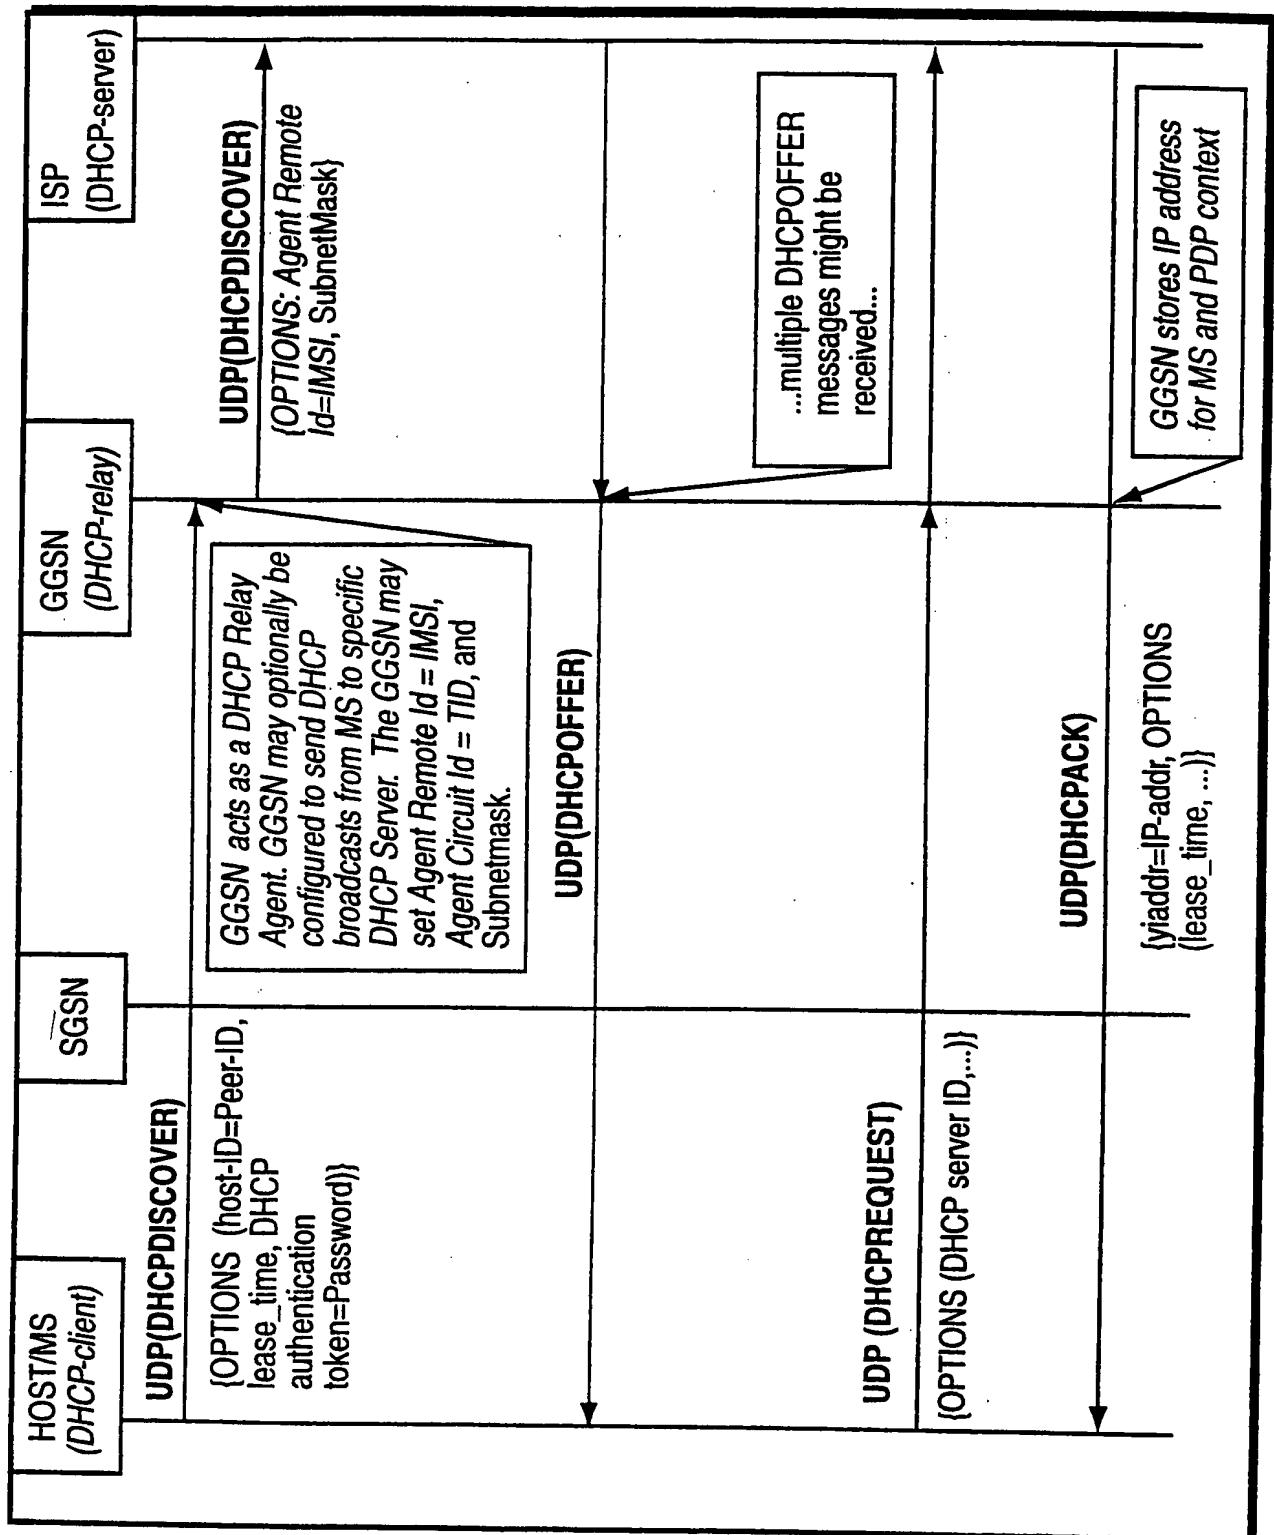 HOST/MS
(DHCP-client)
SGSN
GGSN
(DHCP-relay)
ISP
(DHCP-server)
UDP(DHCPDISCOVER)
{OPTIONS (host-ID=Peer-ID,
lease_time, DHCP
authentication
token=Password)}
GGSN acts as a DHCP Relay
Agent. GGSN may optionally be
configured to send DHCP
broadcasts from MS to specific
DHCP Server. The GGSN may
set Agent Remote Id = IMSI,
Agent Circuit Id = TID, and
Subnetmask.
UDP(DHCPDISCOVER)
{OPTIONS: Agent Remote
Id=IMSI, SubnetMask}
UDP(DHCPOFFER)
...multiple DHCPOFFER
messages might be
received...
UDP (DHCPREQUEST)
{OPTIONS (DHCP server ID,...)}
UDP(DHCPACK)
{yiaddr=IP-addr, OPTIONS
(lease_time, ...)}
GGSN stores IP address
for MS and PDP context